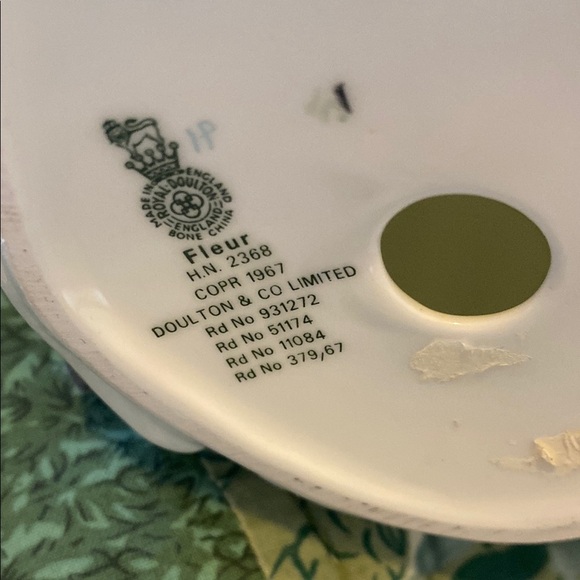 MADE IN ENGLAND
ROYAL DOULTON
ENGLAND
BONE CHINA
Fleur
H.N. 2368
COPR 1967
DOULTON & CO LIMITED
Rd No 931272
Rd No 51174
Rd No 11084
Rd No 379/67